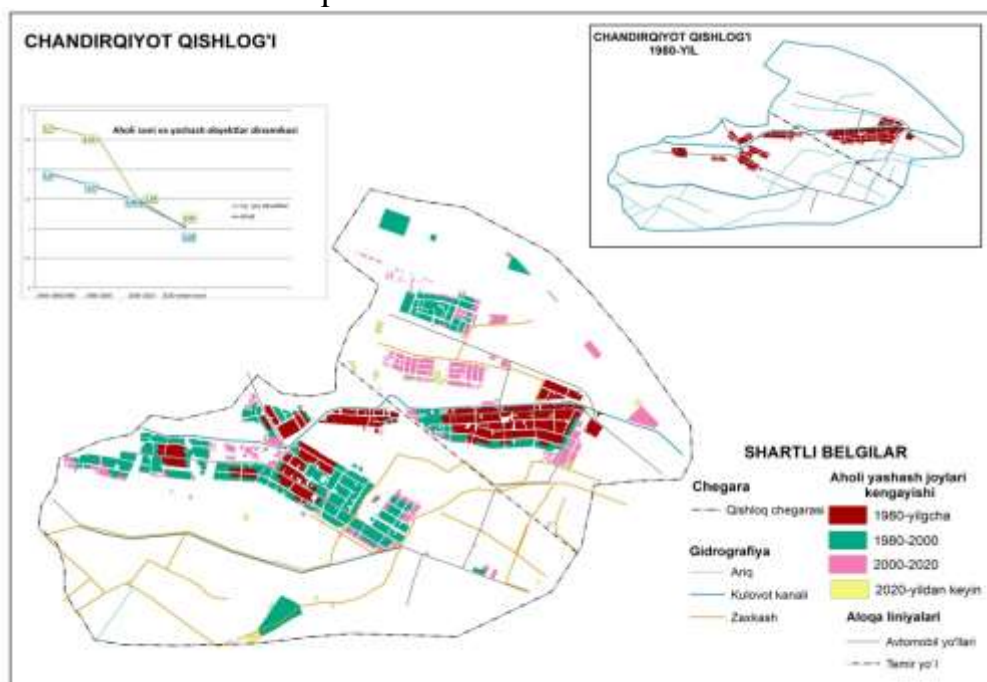 CHANDIRQIYOT QISHLOG'I
CHANDIRQIYOT QISHLOG'I
1980-YIL
Aholi soni va yashash obyektlar dinamikasi
SHARTLI BELGILAR
Chegara
Qishloq chegarasi
Gidrografiya
Ariq
Kulovot kanali
Zaxkash
Aholi yashash joylari
kengayishi
1980-yilgcha
1980-2000
2000-2020
2020-yildan keyin
Aloqa liniyalari
Avtomobil yo'llari
Temir yo`l